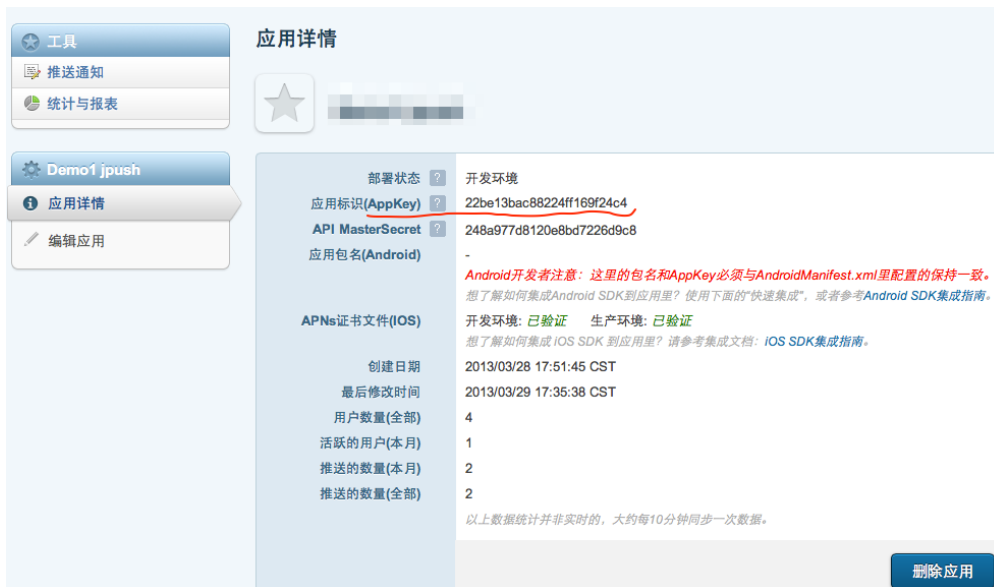 工具
推送通知
统计与报表
Demo1 jpush
应用详情
编辑应用
应用详情
部署状态 ? 开发环境
应用标识(AppKey) ? 22be13bac88224ff169f24c4
API MasterSecret ? 248a977d8120e8bd7226d9c8
应用包名(Android) -
Android开发者注意：这里的包名和AppKey必须与AndroidManifest.xml里配置的保持一致。
想了解如何集成Android SDK到应用里？使用下面的"快速集成"，或者参考Android SDK集成指南。
APNs证书文件(IOS) 开发环境: 已验证 生产环境: 已验证
想了解如何集成 iOS SDK 到应用里？请参考集成文档：iOS SDK集成指南。
创建日期 2013/03/28 17:51:45 CST
最后修改时间 2013/03/29 17:35:38 CST
用户数量(全部) 4
活跃的用户(本月) 1
推送的数量(本月) 2
推送的数量(全部) 2
以上数据统计并非实时的，大约每10分钟同步一次数据。
删除应用